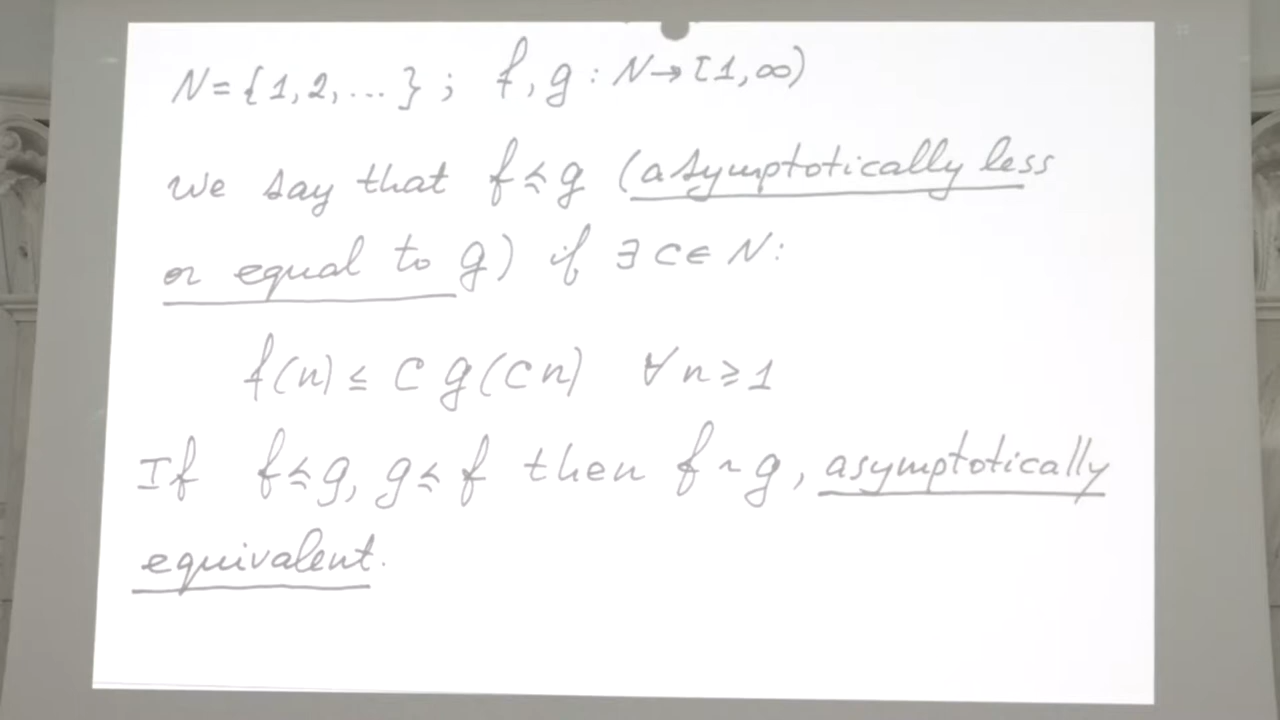 N = {1, 2, ... } ; f, g : N → [1, ∞)
We say that f ≼ g (asymptotically less
or equal to g) if ∃ C ∈ N :
f(n) ≤ C g(Cn) ∀ n ≥ 1
If f ≼ g, g ≼ f then f ~ g, asymptotically
equivalent.